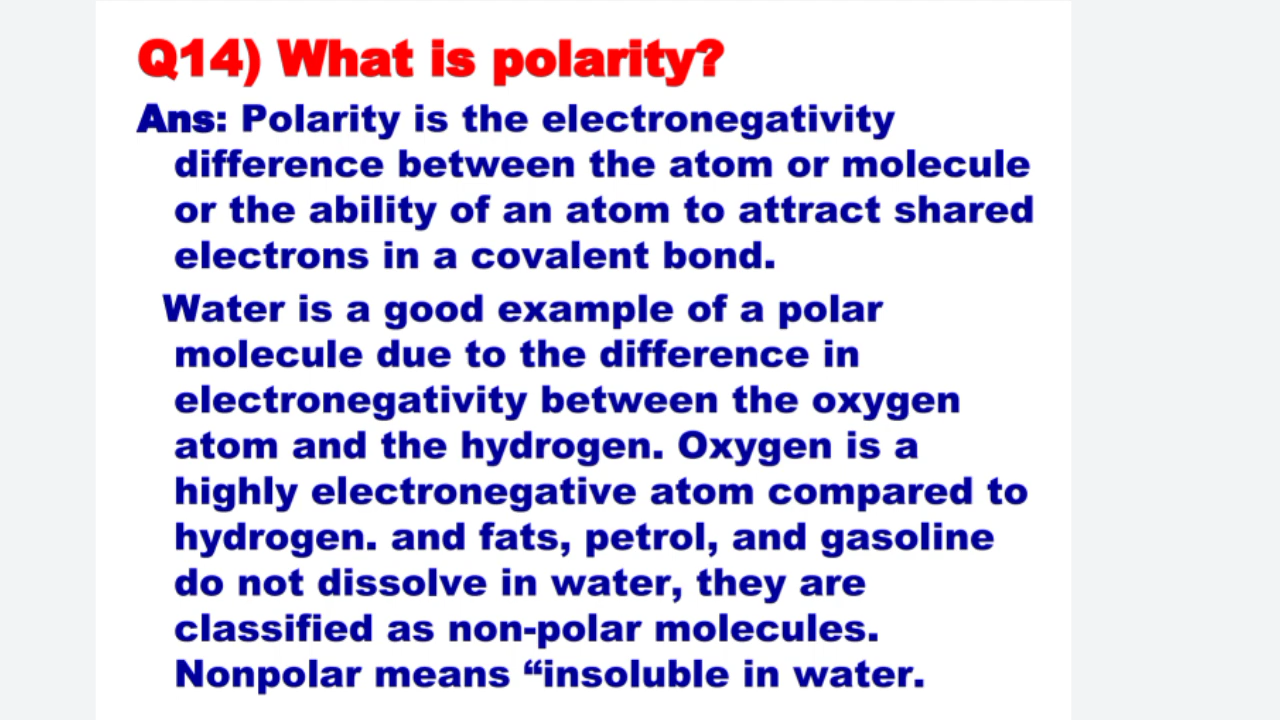 Q14) What is polarity?
Ans: Polarity is the electronegativity
difference between the atom or molecule
or the ability of an atom to attract shared
electrons in a covalent bond.
Water is a good example of a polar
molecule due to the difference in
electronegativity between the oxygen
atom and the hydrogen. Oxygen is a
highly electronegative atom compared to
hydrogen. and fats, petrol, and gasoline
do not dissolve in water, they are
classified as non-polar molecules.
Nonpolar means “insoluble in water.